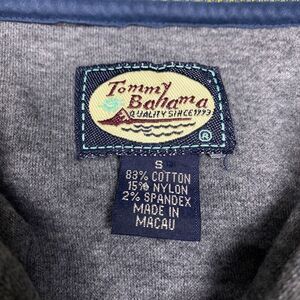 Tommy
Bahama
QUALITY SINCE 1993
®
S
83% COTTON
15% NYLON
2% SPANDEX
MADE IN
MACAU